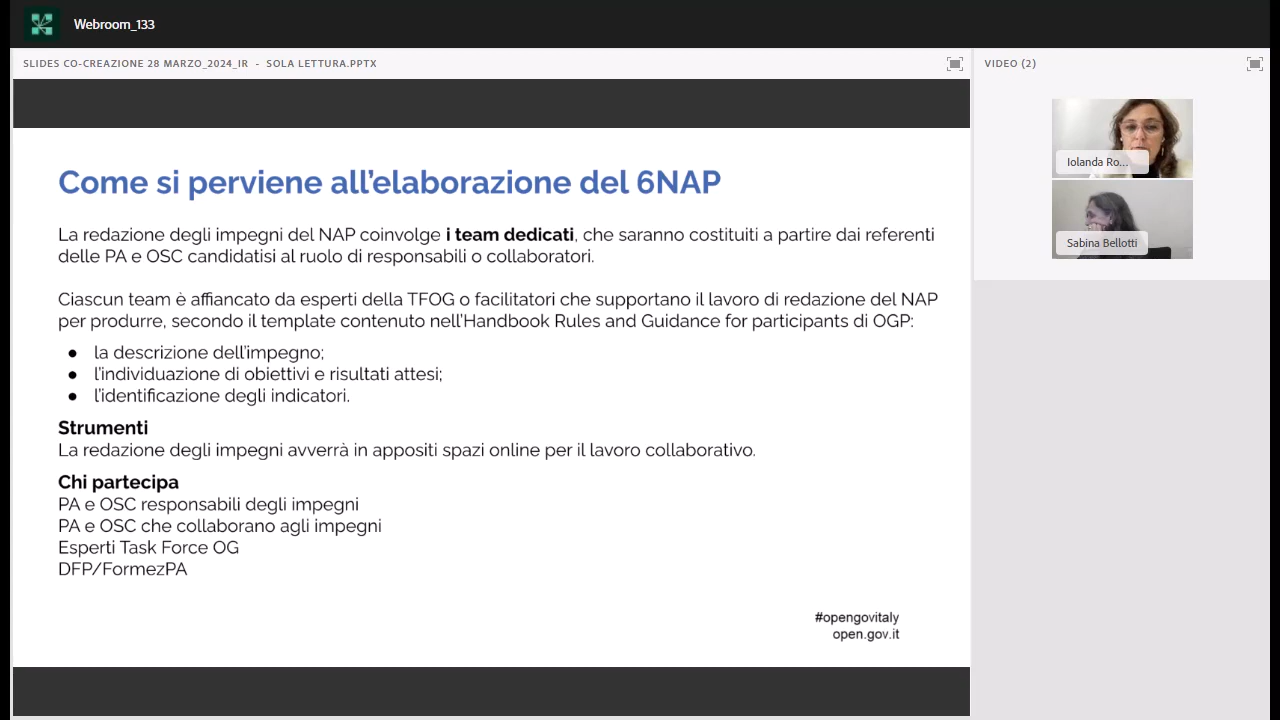 Webroom_133
SLIDES CO-CREAZIONE 28 MARZO_2024_IR - SOLA LETTURA.PPTX
VIDEO (2)
Iolanda Ro...
Sabina Bellotti
Come si perviene all'elaborazione del 6NAP
La redazione degli impegni del NAP coinvolge i team dedicati, che saranno costituiti a partire dai referenti
delle PA e OSC candidatisi al ruolo di responsabili o collaboratori.
Ciascun team è affiancato da esperti della TFOG o facilitatori che supportano il lavoro di redazione del NAP
per produrre, secondo il template contenuto nell'Handbook Rules and Guidance for participants di OGP:
● la descrizione dell'impegno;
● l'individuazione di obiettivi e risultati attesi;
● l'identificazione degli indicatori.
Strumenti
La redazione degli impegni avverrà in appositi spazi online per il lavoro collaborativo.
Chi partecipa
PA e OSC responsabili degli impegni
PA e OSC che collaborano agli impegni
Esperti Task Force OG
DFP/FormezPA
#opengovitaly
open.gov.it